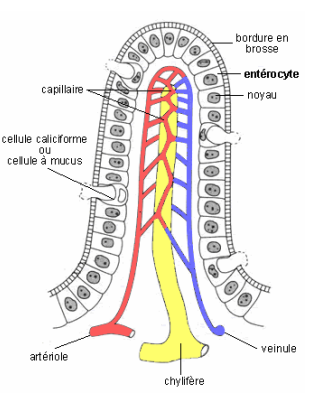 bordure en
brosse
entérocyte
capillaire
noyau
cellule caliciforme
ou
cellule à mucus
artériole
veinule
chylifère